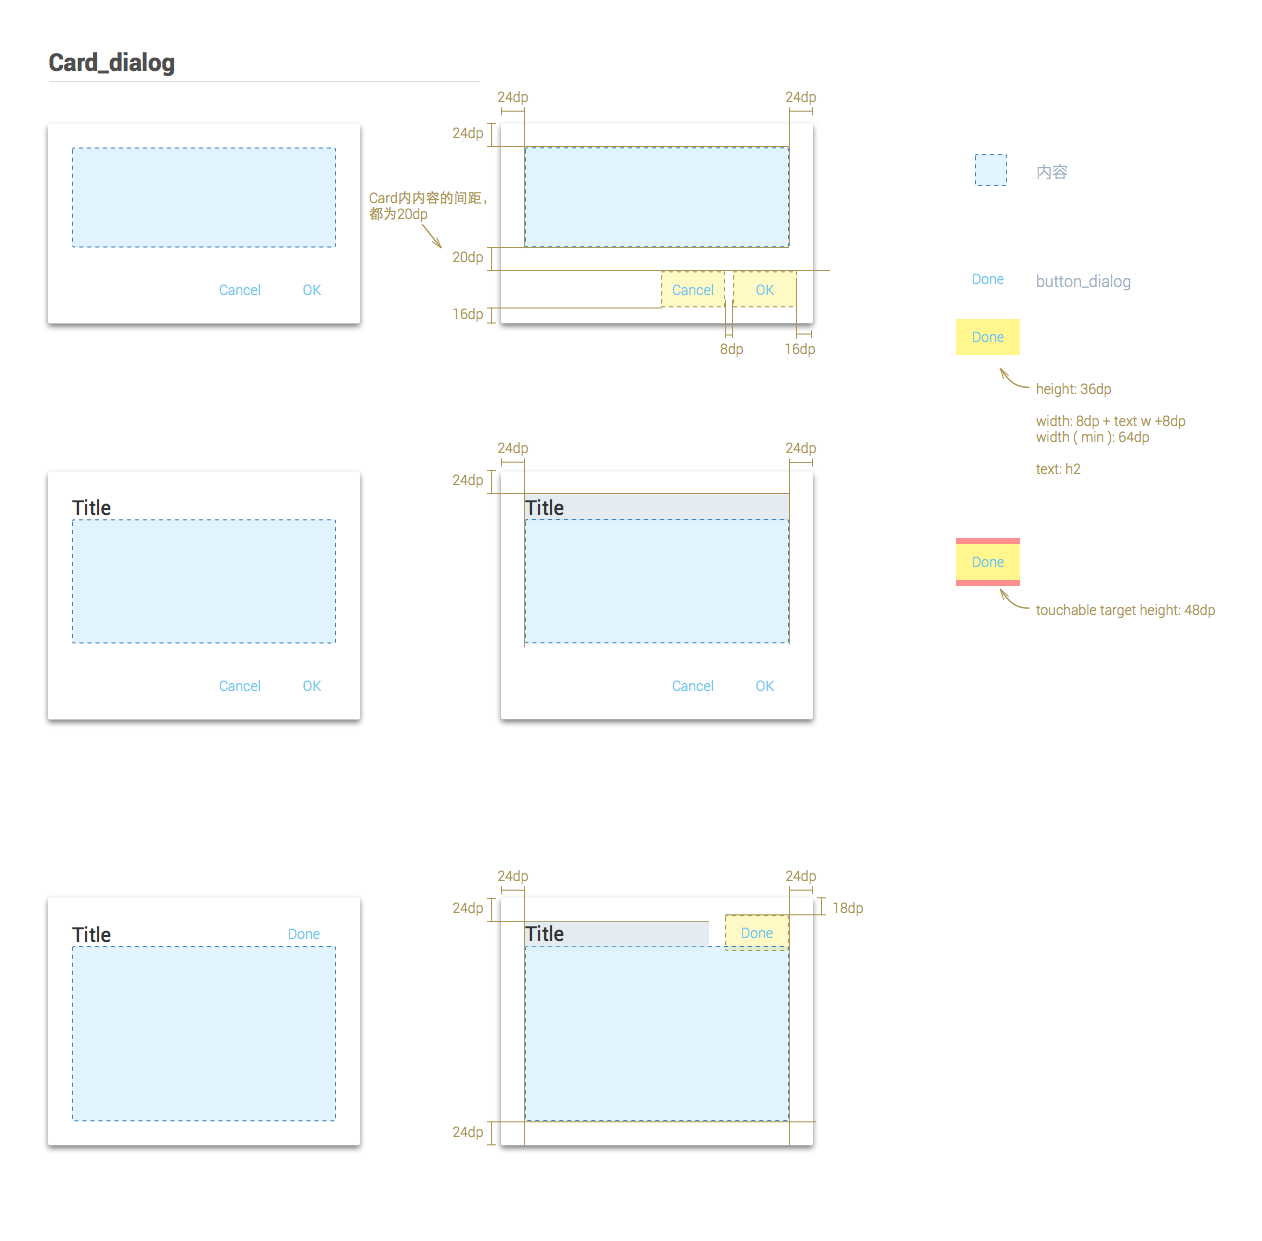 Card_dialog
24dp
24dp
24dp
Card内内容的间距，
都为20dp
20dp
Cancel
OK
Cancel
OK
16dp
8dp
16dp
内容
Done
button_dialog
Done
height: 36dp
width: 8dp + text w +8dp
width ( min ): 64dp
text: h2
24dp
24dp
24dp
Title
Title
Cancel
OK
Cancel
OK
Done
touchable target height: 48dp
24dp
24dp
24dp
18dp
Title
Done
Title
Done
24dp